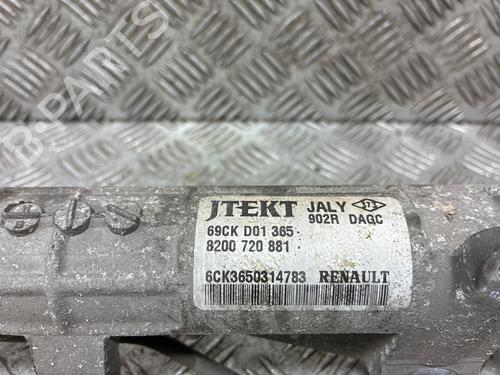 B-PARTS
JTEKT JALY
902R DAGC
69CK D01 365
8200 720 881
6CK3650314783 RENAULT